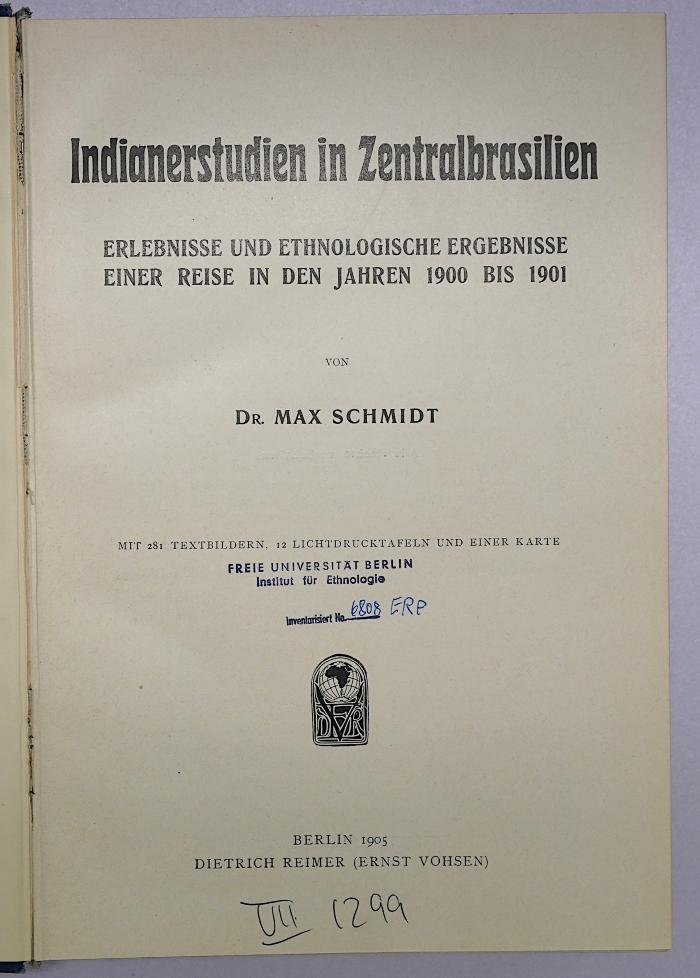 Indianerstudien in Zentralbrasilien
ERLEBNISSE UND ETHNOLOGISCHE ERGEBNISSE
EINER REISE IN DEN JAHREN 1900 BIS 1901
VON
DR. MAX SCHMIDT
MIT 281 TEXTBILDERN, 12 LICHTDRUCKTAFELN UND EINER KARTE
FREIE UNIVERSITÄT BERLIN
Institut für Ethnologie
Inventarisiert No. 6808 ERP
DER
BERLIN 1905
DIETRICH REIMER (ERNST VOHSEN)
VII 1299